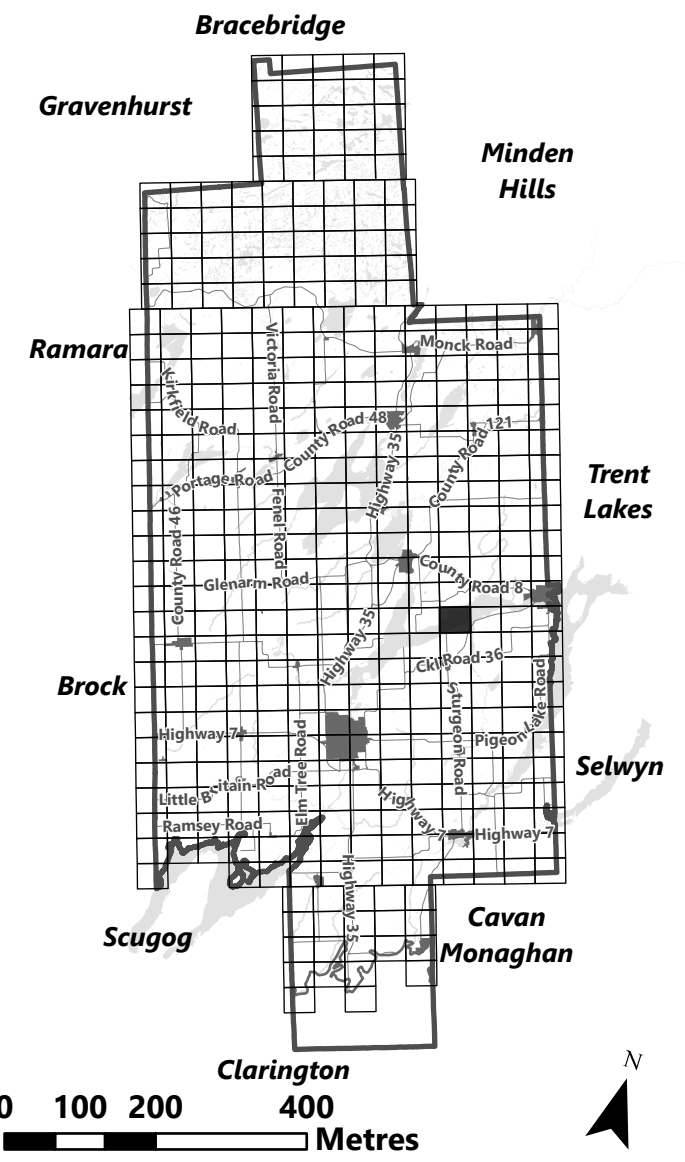 Bracebridge
Gravenhurst
Minden
Hills
Ramara
Victoria Road
Monck Road
Kirkfield Road
County Road 48
Highway 35
County Road 121
Portage Road
Fenel Road
Trent
Lakes
County Road 46
Glenarm Road
County Road 8
Highway 35
Ckl Road 36
Brock
Sturgeon Road
Pigeon Lake Road
Highway 7
Elm Tree Road
Selwyn
Little Britain Road
Highway 7
Highway 7
Ramsey Road
Highway 35
Scugog
Cavan
Monaghan
Clarington
N
0 100 200 400
Metres